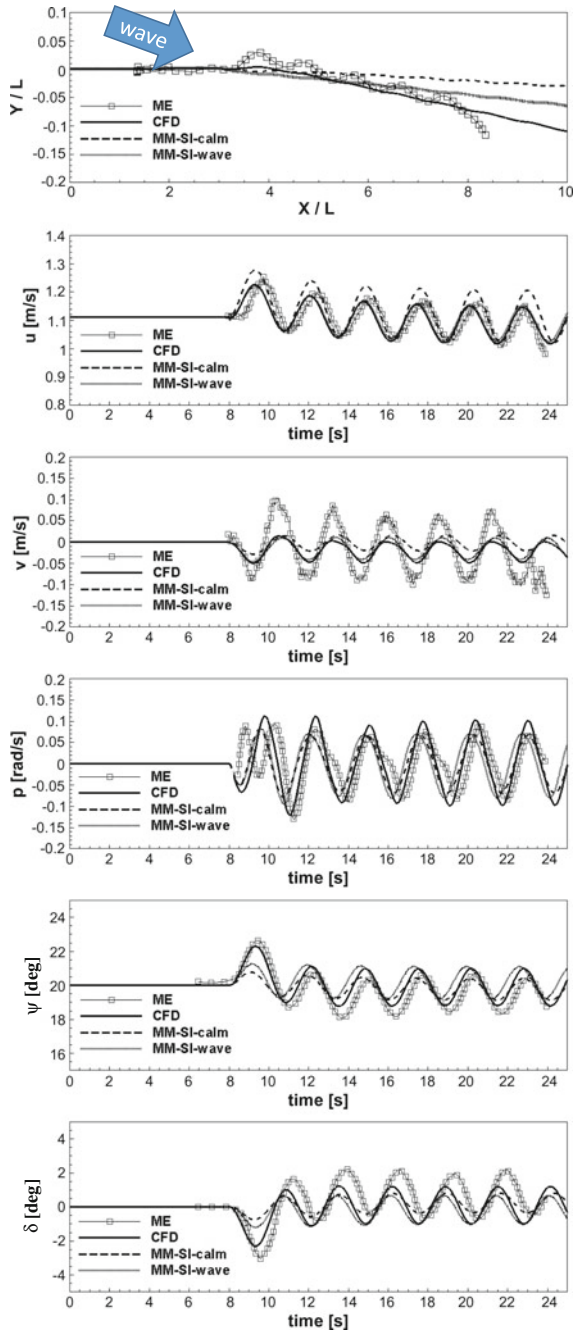 wave
Y / L
0.1
0.05
0
-0.05
-0.1
-0.15
-0.2
ME
CFD
MM-SI-calm
MM-SI-wave
0 2 4 6 8 10
X / L
u [m/s]
1.4
1.3
1.2
1.1
1
0.9
0.8
ME
CFD
MM-SI-calm
MM-SI-wave
0 2 4 6 8 10 12 14 16 18 20 22 24
time [s]
v [m/s]
0.2
0.15
0.1
0.05
0
-0.05
-0.1
-0.15
-0.2
ME
CFD
MM-SI-calm
MM-SI-wave
0 2 4 6 8 10 12 14 16 18 20 22 24
time [s]
p [rad/s]
0.2
0.15
0.1
0.05
0
-0.05
-0.1
-0.15
-0.2
ME
CFD
MM-SI-calm
MM-SI-wave
0 2 4 6 8 10 12 14 16 18 20 22 24
time [s]
ψ [deg]
24
22
20
18
16
ME
CFD
MM-SI-calm
MM-SI-wave
0 2 4 6 8 10 12 14 16 18 20 22 24
time [s]
δ [deg]
4
2
0
-2
-4
ME
CFD
MM-SI-calm
MM-SI-wave
0 2 4 6 8 10 12 14 16 18 20 22 24
time [s]